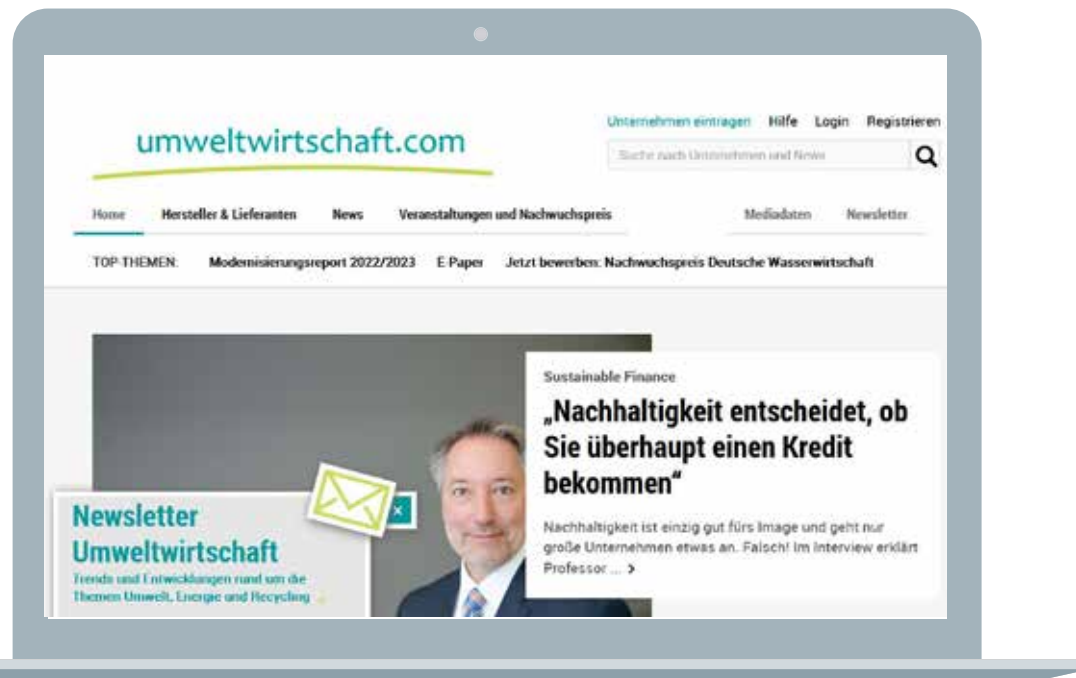 umweltwirtschaft.com
Unternehmen eintragen Hilfe Login Registrieren
Suche nach Unternehmen und News
Home Hersteller & Lieferanten News Veranstaltungen und Nachwuchspreis Mediadaten Newsletter
TOP-THEMEN: Modernisierungsreport 2022/2023 E-Paper Jetzt bewerben: Nachwuchspreis Deutsche Wasserwirtschaft
Sustainable Finance
„Nachhaltigkeit entscheidet, ob
Sie überhaupt einen Kredit
bekommen“
Nachhaltigkeit ist einzig gut fürs Image und geht nur
große Unternehmen etwas an. Falsch! Im Interview erklärt
Professor ...
Newsletter
Umweltwirtschaft
Trends und Entwicklungen rund um die
Themen Umwelt, Energie und Recycling